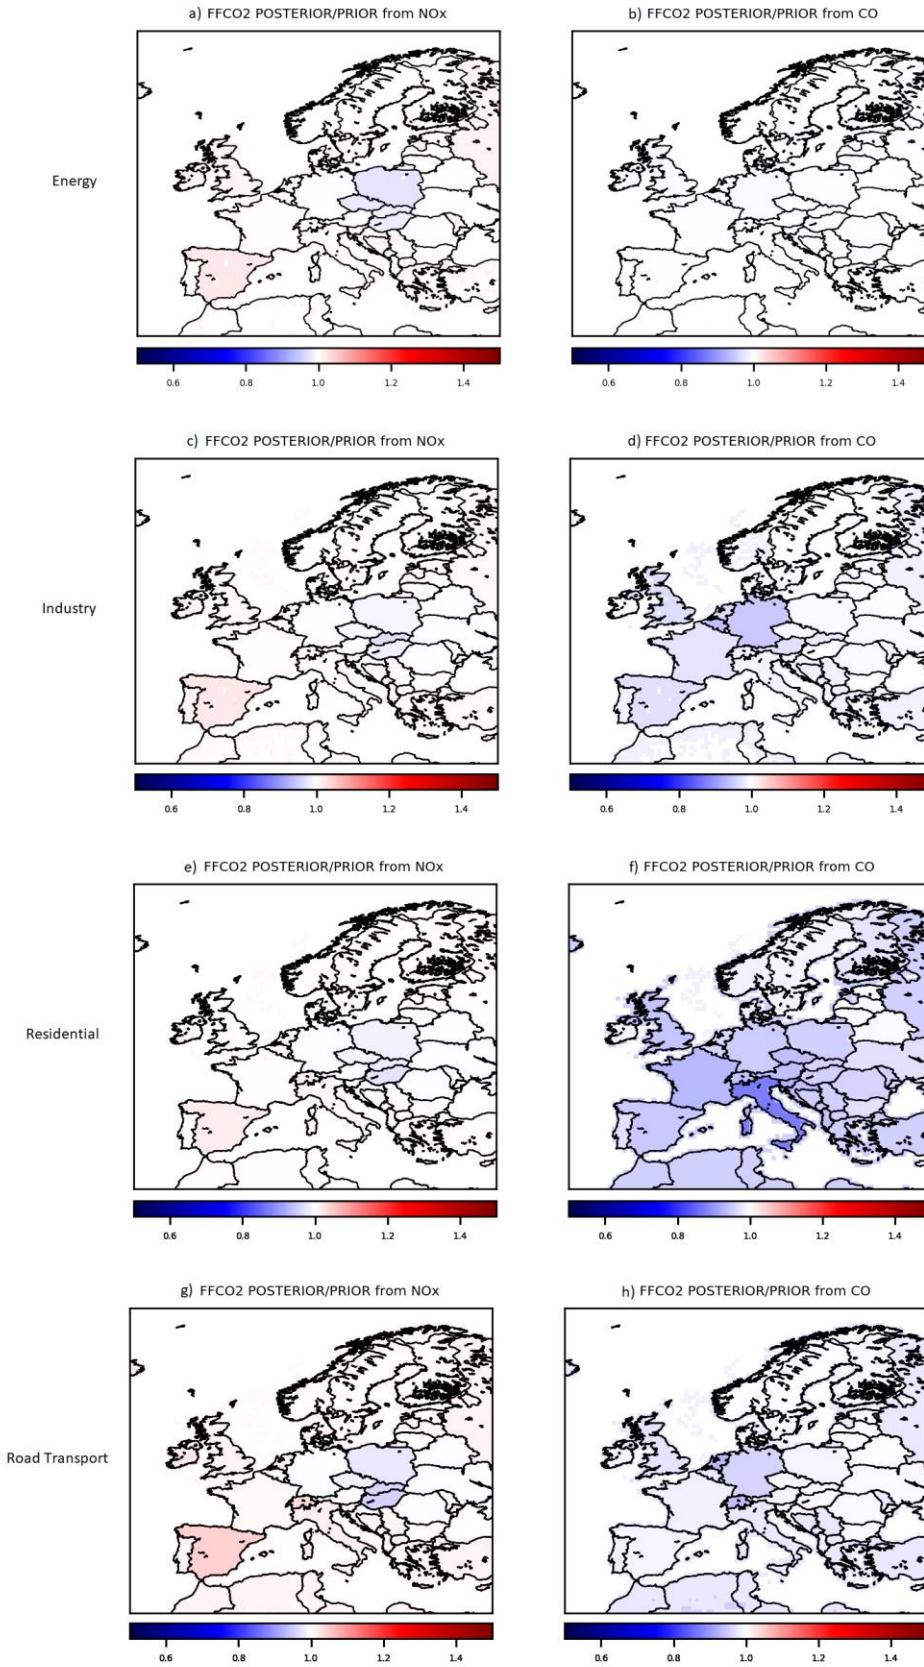 a) FFCO2 POSTERIOR/PRIOR from NOx
b) FFCO2 POSTERIOR/PRIOR from CO
Energy
0.6 0.8 1.0 1.2 1.4
0.6 0.8 1.0 1.2 1.4
c) FFCO2 POSTERIOR/PRIOR from NOx
d) FFCO2 POSTERIOR/PRIOR from CO
Industry
0.6 0.8 1.0 1.2 1.4
0.6 0.8 1.0 1.2 1.4
e) FFCO2 POSTERIOR/PRIOR from NOx
f) FFCO2 POSTERIOR/PRIOR from CO
Residential
0.6 0.8 1.0 1.2 1.4
0.6 0.8 1.0 1.2 1.4
g) FFCO2 POSTERIOR/PRIOR from NOx
h) FFCO2 POSTERIOR/PRIOR from CO
Road Transport
0.6 0.8 1.0 1.2 1.4
0.6 0.8 1.0 1.2 1.4